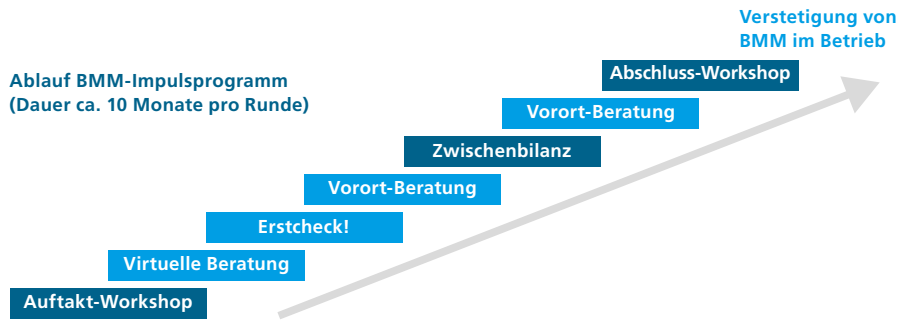 Verstetigung von
BMM im Betrieb
Ablauf BMM-Impulsprogramm
(Dauer ca. 10 Monate pro Runde)
Abschluss-Workshop
Vorort-Beratung
Zwischenbilanz
Vorort-Beratung
Erstcheck!
Virtuelle Beratung
Auftakt-Workshop